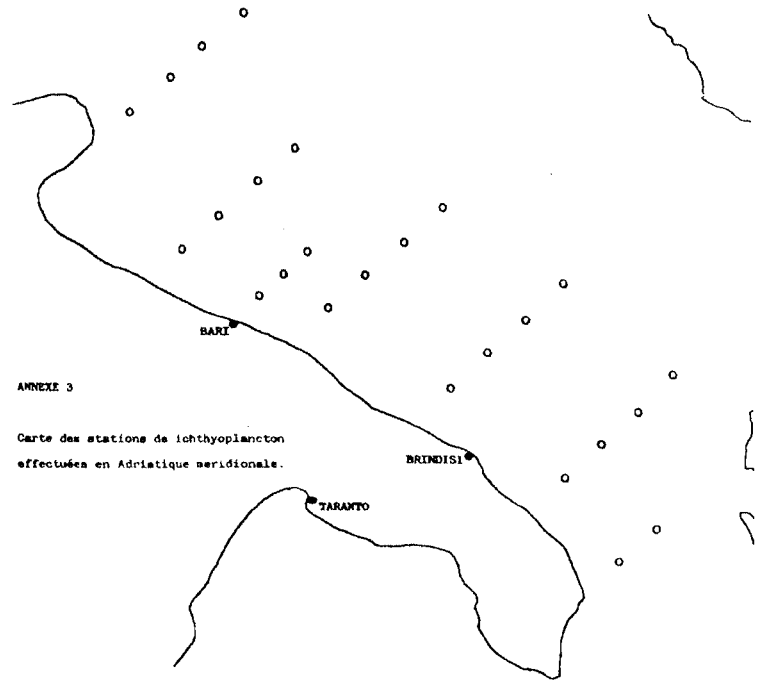 BARI
ANNEXE 3
Carte des stations de ichthyoplancton
effectuées en Adriatique meridionale.
BRINDISI
TARANTO